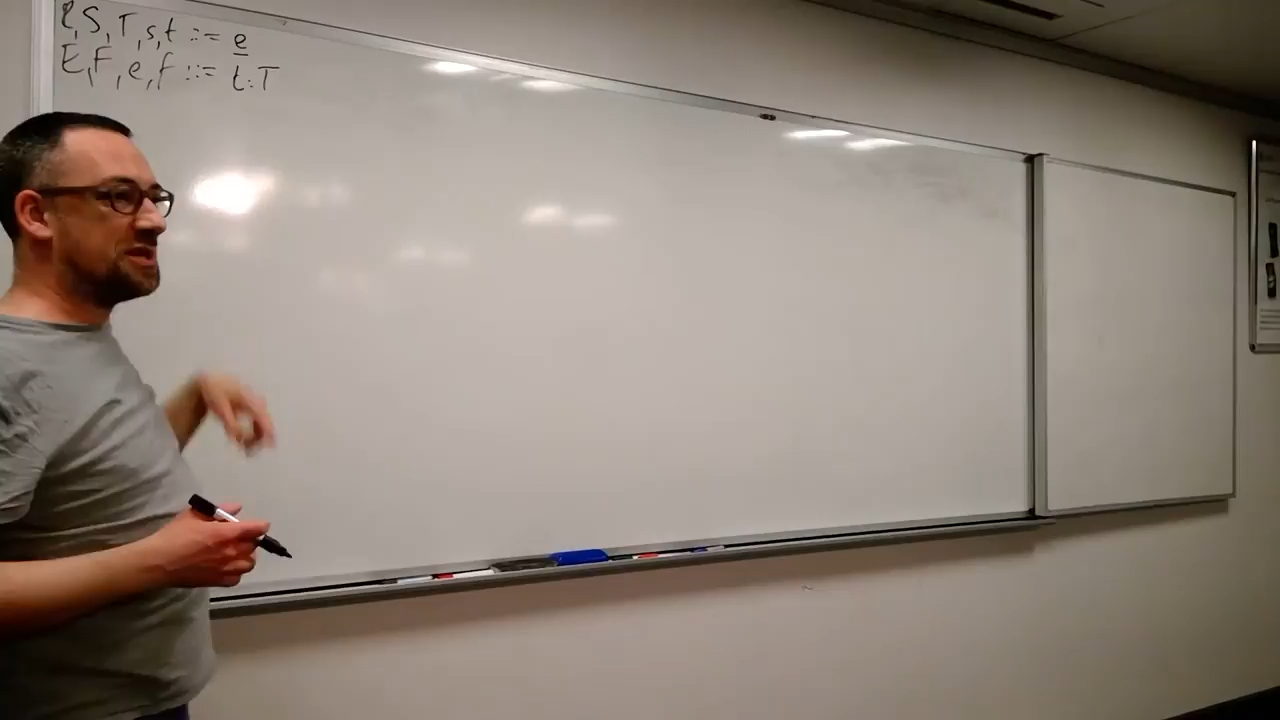 R,S,T,s,t ::= e
E,F,e,f ::= t:T